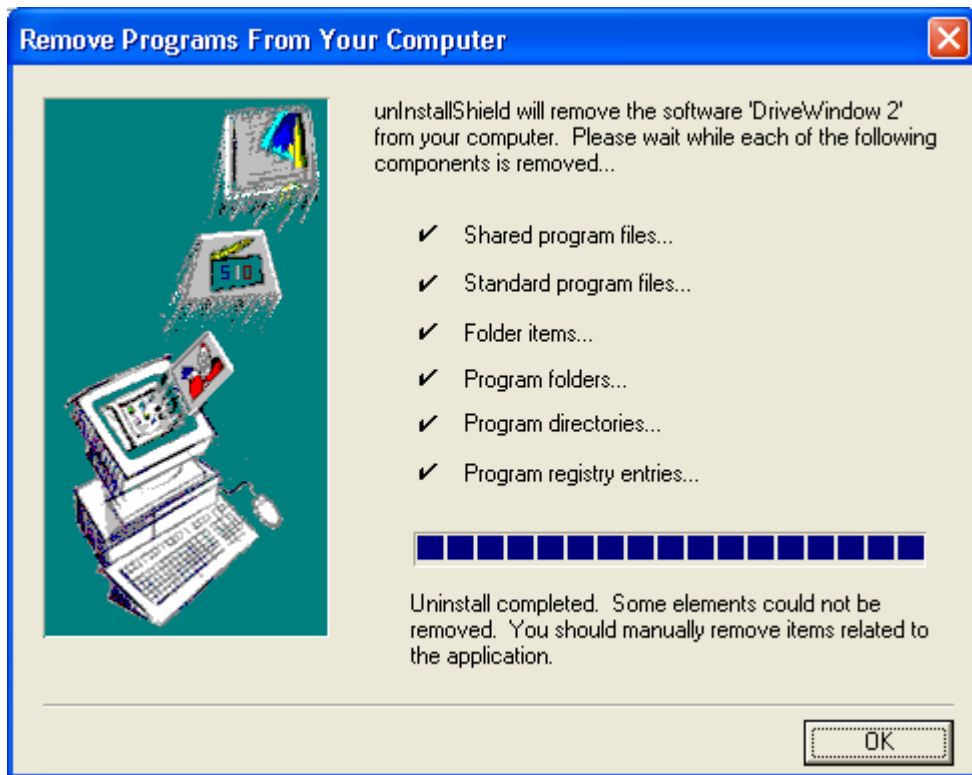 Remove Programs From Your Computer
unInstallShield will remove the software 'DriveWindow 2'
from your computer.  Please wait while each of the following
components is removed...
✔ Shared program files...
✔ Standard program files...
✔ Folder items...
✔ Program folders...
✔ Program directories...
✔ Program registry entries...
Uninstall completed.  Some elements could not be
removed.  You should manually remove items related to
the application.
OK